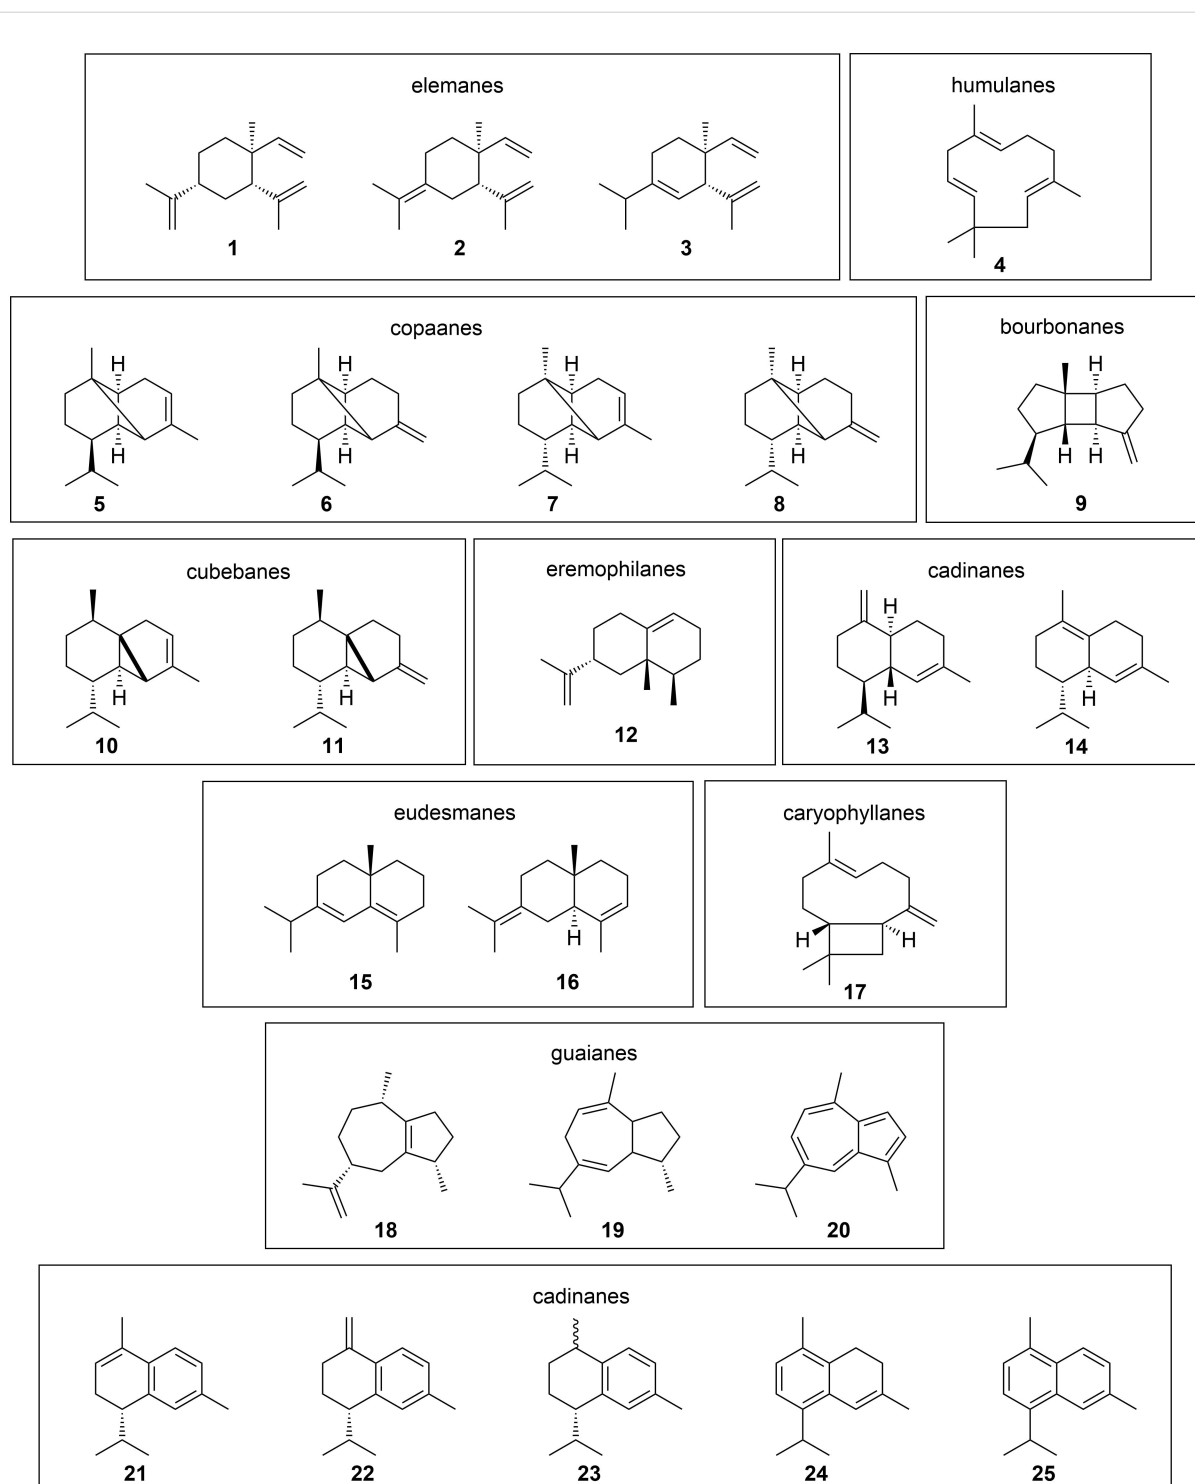 elemanes
humulanes
1
2
3
4
copaanes
bourbonanes
H
H
H
H
H
H
H
H
H
H
H
5
6
7
8
9
cubebanes
eremophilanes
cadinanes
H
H
H
H
H
10
11
12
13
14
eudesmanes
caryophyllanes
H
H
H
15
16
17
guaianes
18
19
20
cadinanes
21
22
23
24
25